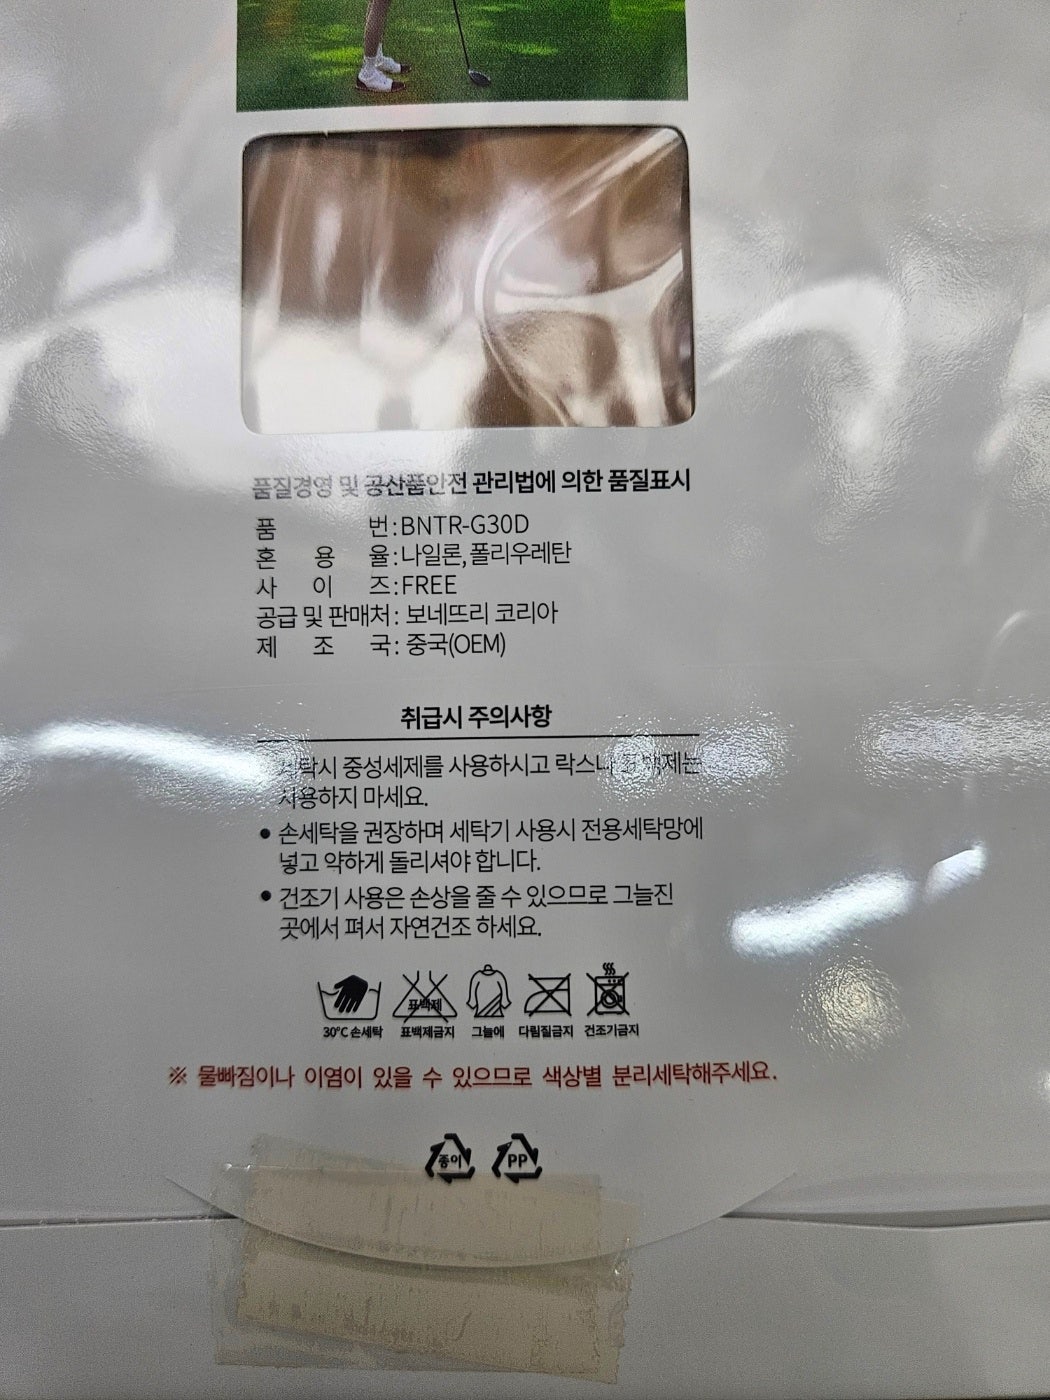 품질경영 및 공산품안전 관리법에 의한 품질표시
품 번:BNTR-G30D
혼 용 율:나일론,폴리우레탄
사 이 즈:FREE
공급 및 판매처: 보네뜨리 코리아
제 조 국: 중국(OEM)
취급시 주의사항
세탁시 중성세제를 사용하시고 락스나 표백제는
사용하지 마세요.
● 손세탁을 권장하며 세탁기 사용시 전용세탁망에
넣고 약하게 돌리셔야 합니다.
● 건조기 사용은 손상을 줄 수 있으므로 그늘진
곳에서 펴서 자연건조 하세요.
표백제
30°C 손세탁 표백제금지 그늘에 다림질금지 건조기금지
※ 물빠짐이나 이염이 있을 수 있으므로 색상별 분리세탁해주세요.
종이 PP